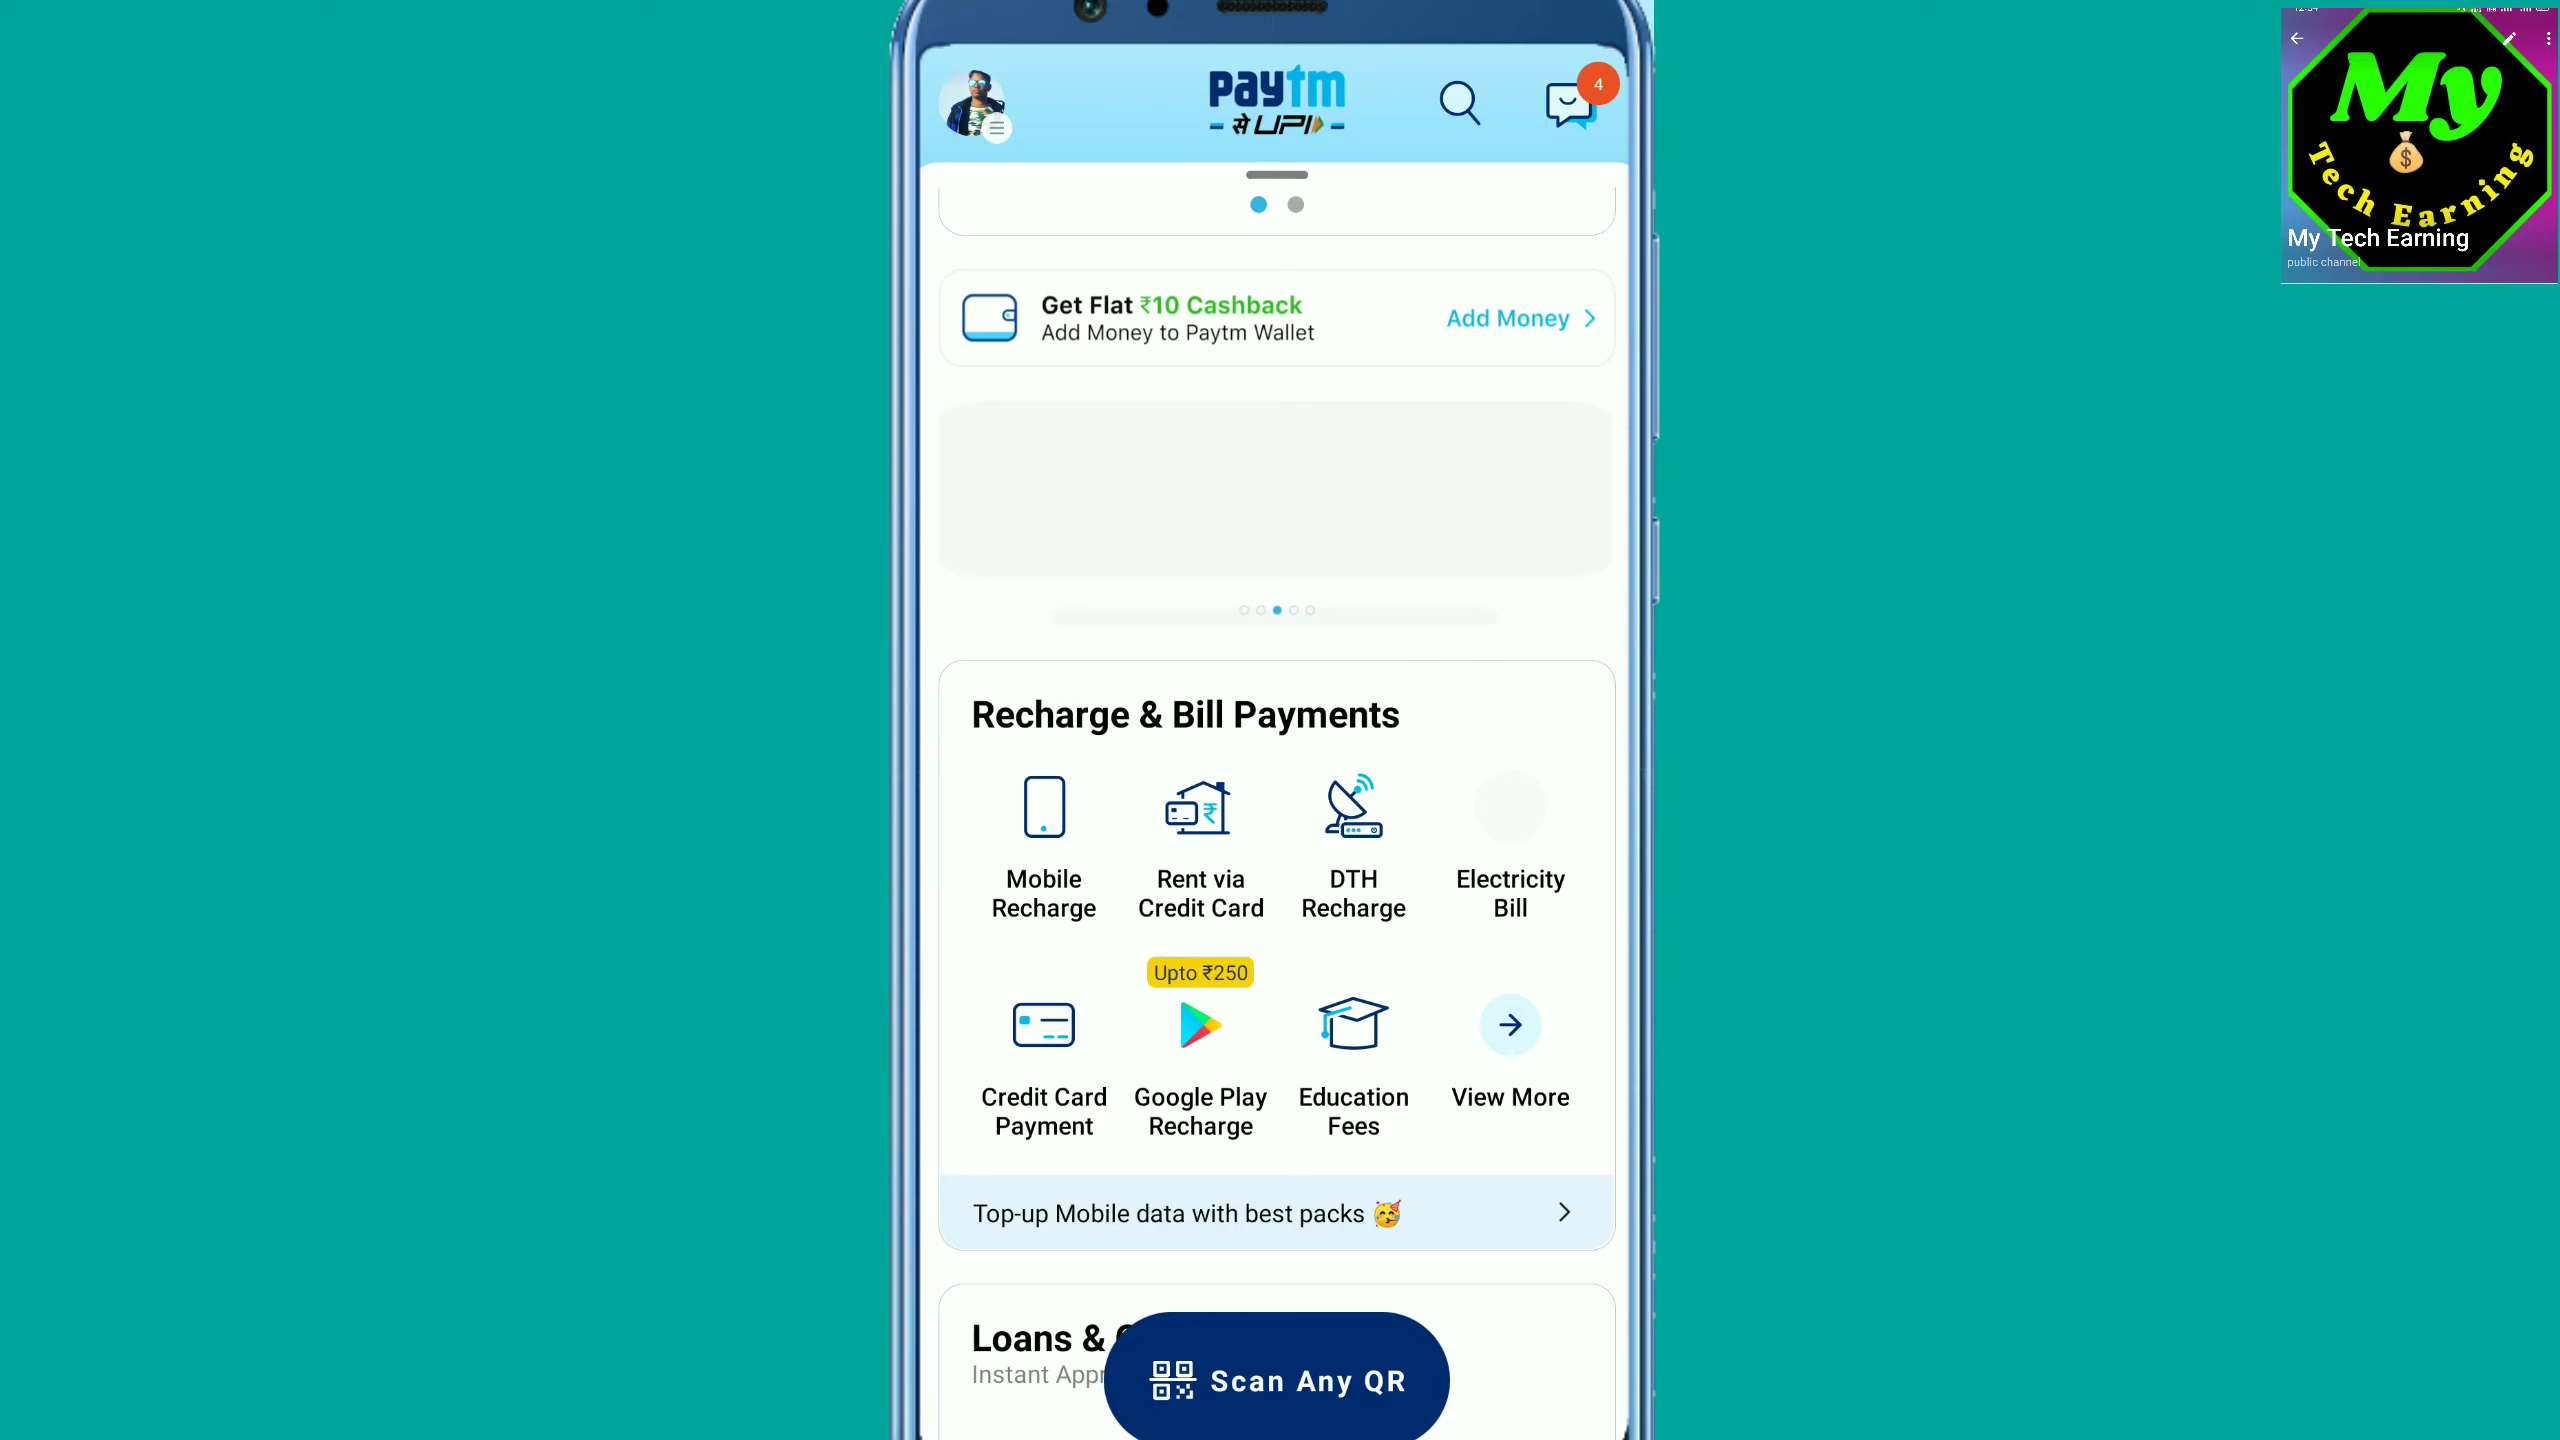 paytm
से UPI
4
Get Flat ₹10 Cashback
Add Money to Paytm Wallet
Add Money
Recharge & Bill Payments
Mobile
Recharge
Rent via
Credit Card
DTH
Recharge
Electricity
Bill
Upto ₹250
Credit Card
Payment
Google Play
Recharge
Education
Fees
View More
Top-up Mobile data with best packs 🥳
Loans &
Instant Appr
Scan Any QR
My
Tech Earning
My Tech Earning
public channel